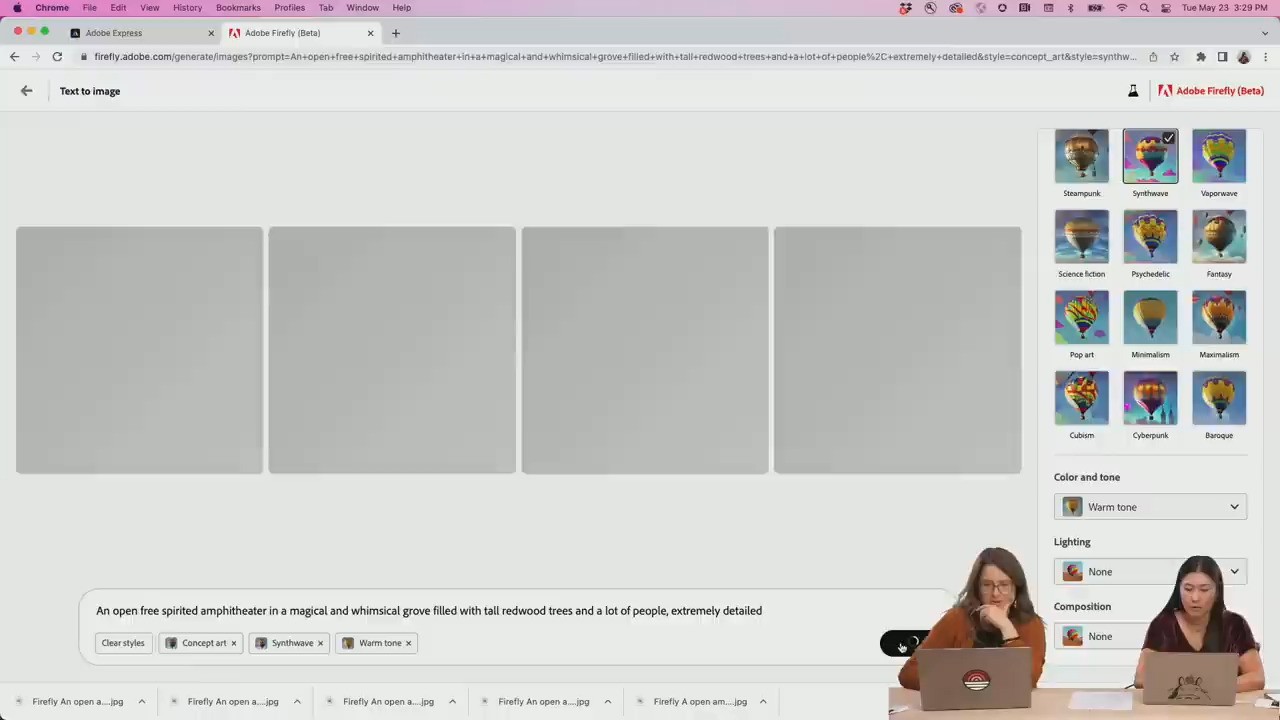 Chrome File Edit View History Bookmarks Profiles Tab Window Help Tue May 23 3:29 PM
Adobe Express Adobe Firefly (Beta)
firefly.adobe.com/generate/images?prompt=An+open+free+spirited+amphitheater+in+a+magical+and+whimsical+grove+filled+with+tall+redwood+trees+and+a+lot+of+people%2C+extremely+detailed&style=concept_art&style=synthw...
Text to image Adobe Firefly (Beta)
Steampunk Synthwave Vaporwave
Science fiction Psychedelic Fantasy
Pop art Minimalism Maximalism
Cubism Cyberpunk Baroque
Color and tone
Warm tone
Lighting
None
Composition
None
An open free spirited amphitheater in a magical and whimsical grove filled with tall redwood trees and a lot of people, extremely detailed
Clear styles Concept art × Synthwave × Warm tone ×
Firefly An open a....jpg Firefly An open a....jpg Firefly An open a....jpg Firefly An open a....jpg Firefly A open am....jpg